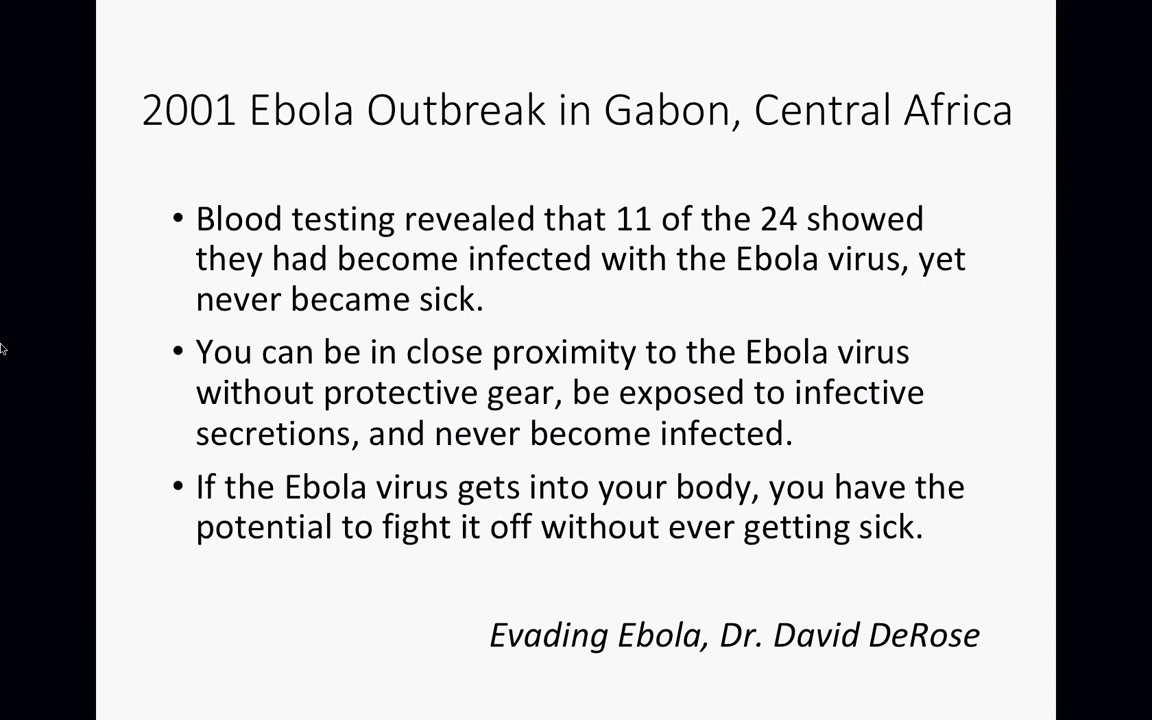 2001 Ebola Outbreak in Gabon, Central Africa
• Blood testing revealed that 11 of the 24 showed
they had become infected with the Ebola virus, yet
never became sick.
• You can be in close proximity to the Ebola virus
without protective gear, be exposed to infective
secretions, and never become infected.
• If the Ebola virus gets into your body, you have the
potential to fight it off without ever getting sick.
Evading Ebola, Dr. David DeRose